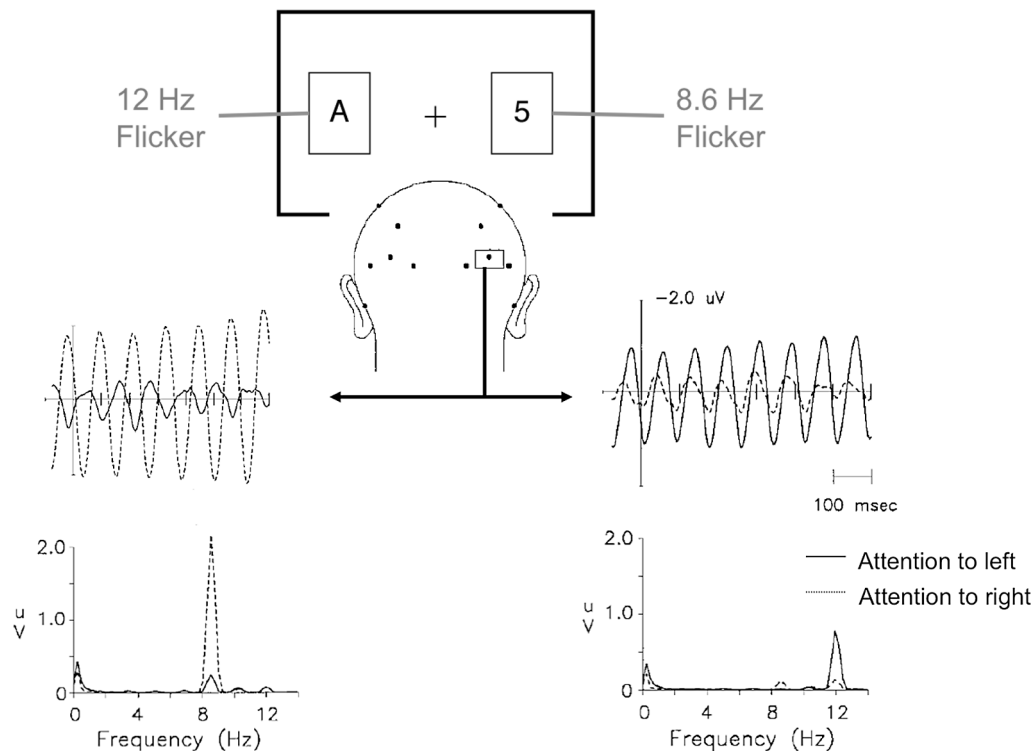 12 Hz
Flicker
A
+
5
8.6 Hz
Flicker
-2.0 uV
100 msec
2.0
1.0
0
uV
0 4 8 12
Frequency (Hz)
2.0
1.0
0
uV
0 4 8 12
Frequency (Hz)
Attention to left
Attention to right